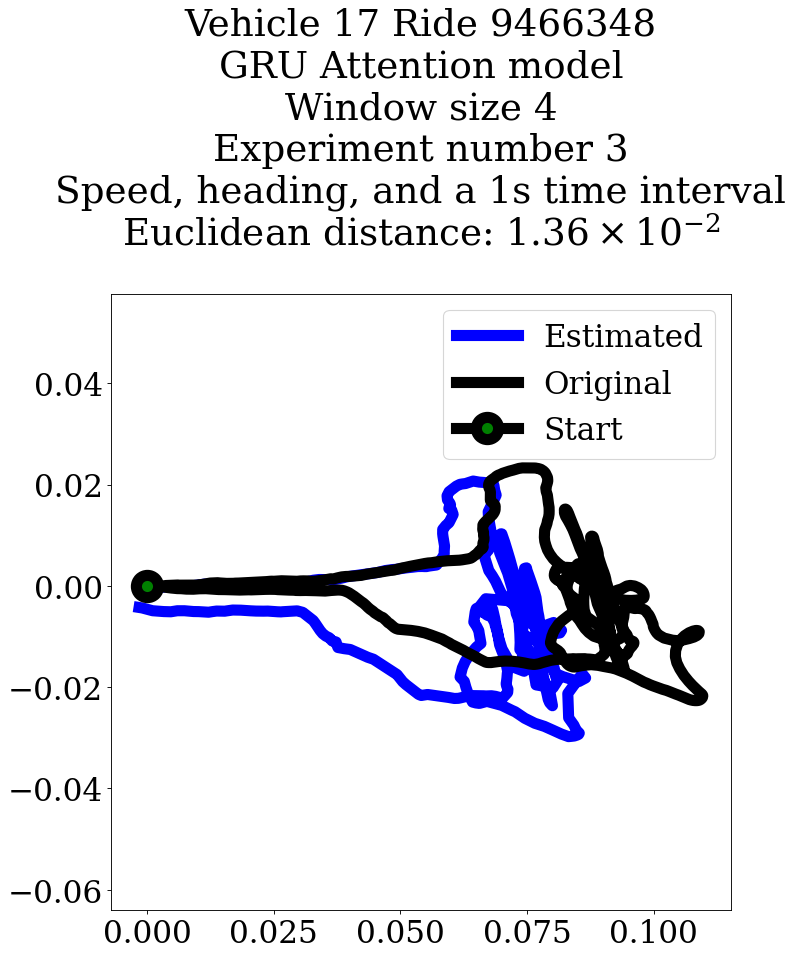 Vehicle 17 Ride 9466348
GRU Attention model
Window size 4
Experiment number 3
Speed, heading, and a 1s time interval
Euclidean distance: 1.36 × 10⁻²
Estimated
Original
Start
0.04
0.02
0.00
−0.02
−0.04
−0.06
0.000 0.025 0.050 0.075 0.100